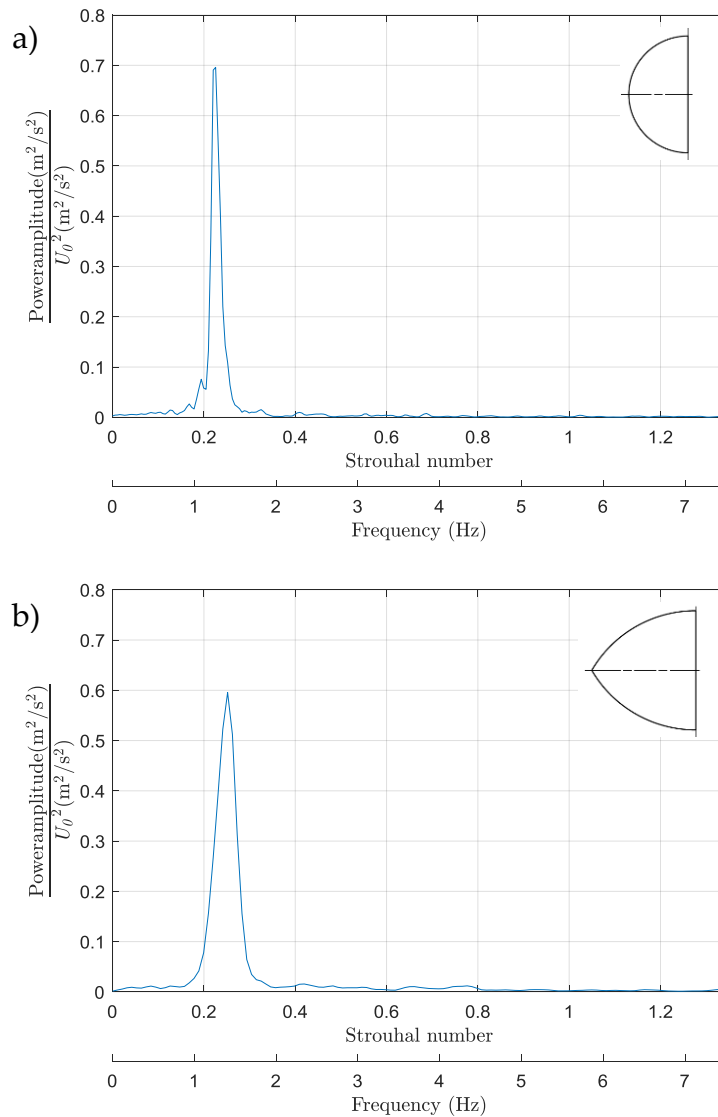 a)
0.8
0.7
0.6
0.5
0.4
0.3
0.2
0.1
0
Poweramplitude(m²/s²)
U₀²(m²/s²)
0 0.2 0.4 0.6 0.8 1 1.2
Strouhal number
0 1 2 3 4 5 6 7
Frequency (Hz)
b)
0.8
0.7
0.6
0.5
0.4
0.3
0.2
0.1
0
Poweramplitude(m²/s²)
U₀²(m²/s²)
0 0.2 0.4 0.6 0.8 1 1.2
Strouhal number
0 1 2 3 4 5 6 7
Frequency (Hz)